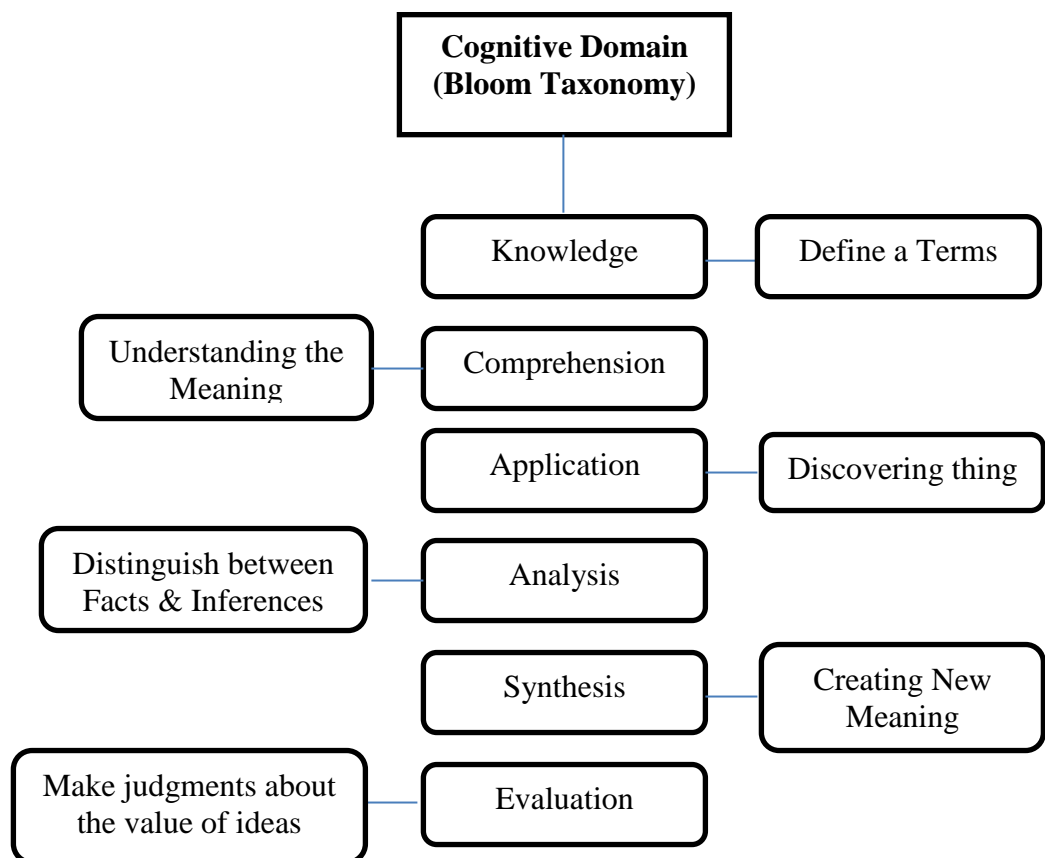 Cognitive Domain
(Bloom Taxonomy)
Knowledge
Define a Terms
Understanding the
Meaning
Comprehension
Application
Discovering thing
Distinguish between
Facts & Inferences
Analysis
Synthesis
Creating New
Meaning
Make judgments about
the value of ideas
Evaluation